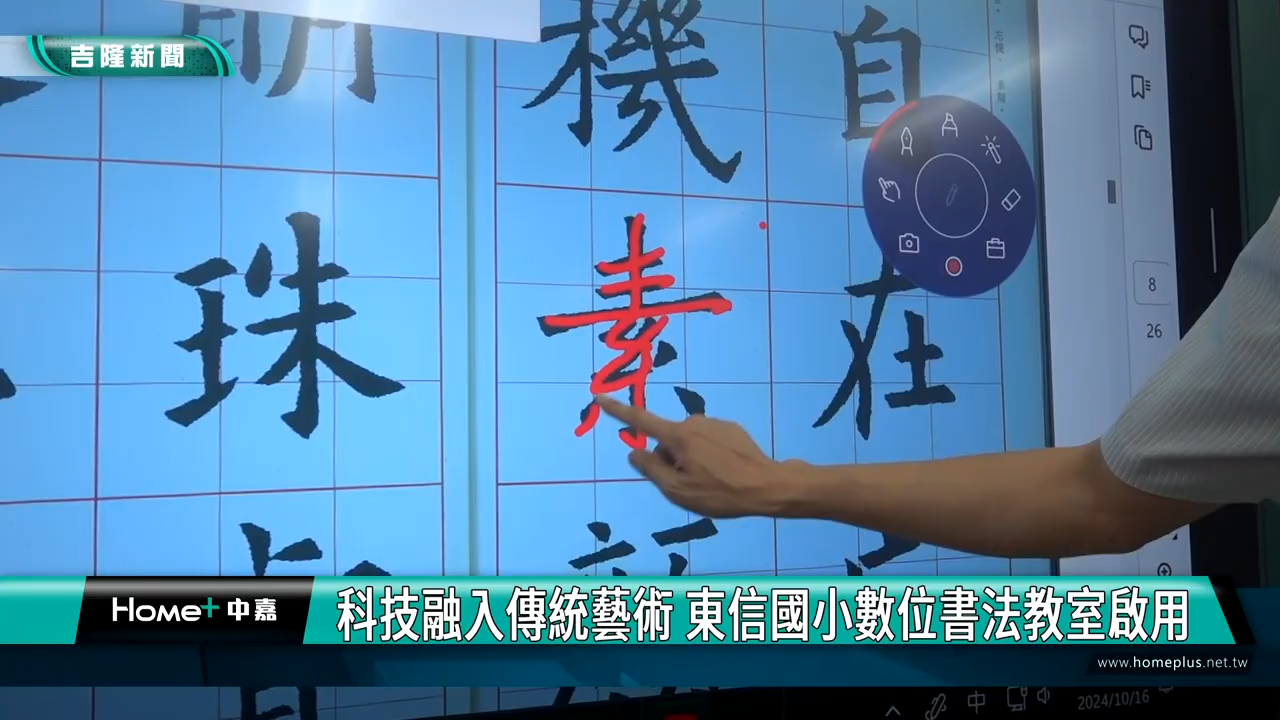 吉隆新聞
明
機
自
珠
素
在
8
26
Home+中嘉
科技融入傳統藝術 東信國小數位書法教室啟用
www.homeplus.net.tw
中
2024/10/16